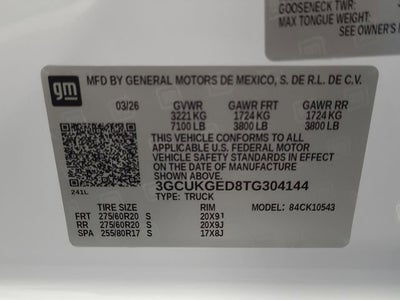 GOOSENECK TWR:
MAX TONGUE WEIGHT:
SEE OWNER'S
gm
MFD BY GENERAL MOTORS DE MEXICO, S. DE R.L. DE C.V.
03/26 GVWR GAWR FRT GAWR RR
3221 KG 1724 KG 1724 KG
7100 LB 3800 LB 3800 LB
THIS VEHICLE CONFORMS TO ALL APPLICABLE
U.S. FEDERAL MOTOR VEHICLE SAFETY
STANDARDS IN EFFECT ON THE DATE OF
MANUFACTURE SHOWN ABOVE.
3GCUKGED8TG304144
TYPE: TRUCK
241L
TIRE SIZE RIM MODEL: 84CK10543
FRT 275/60R20 S 20X9J
RR 275/60R20 S 20X9J
SPA 255/80R17 S 17X8J